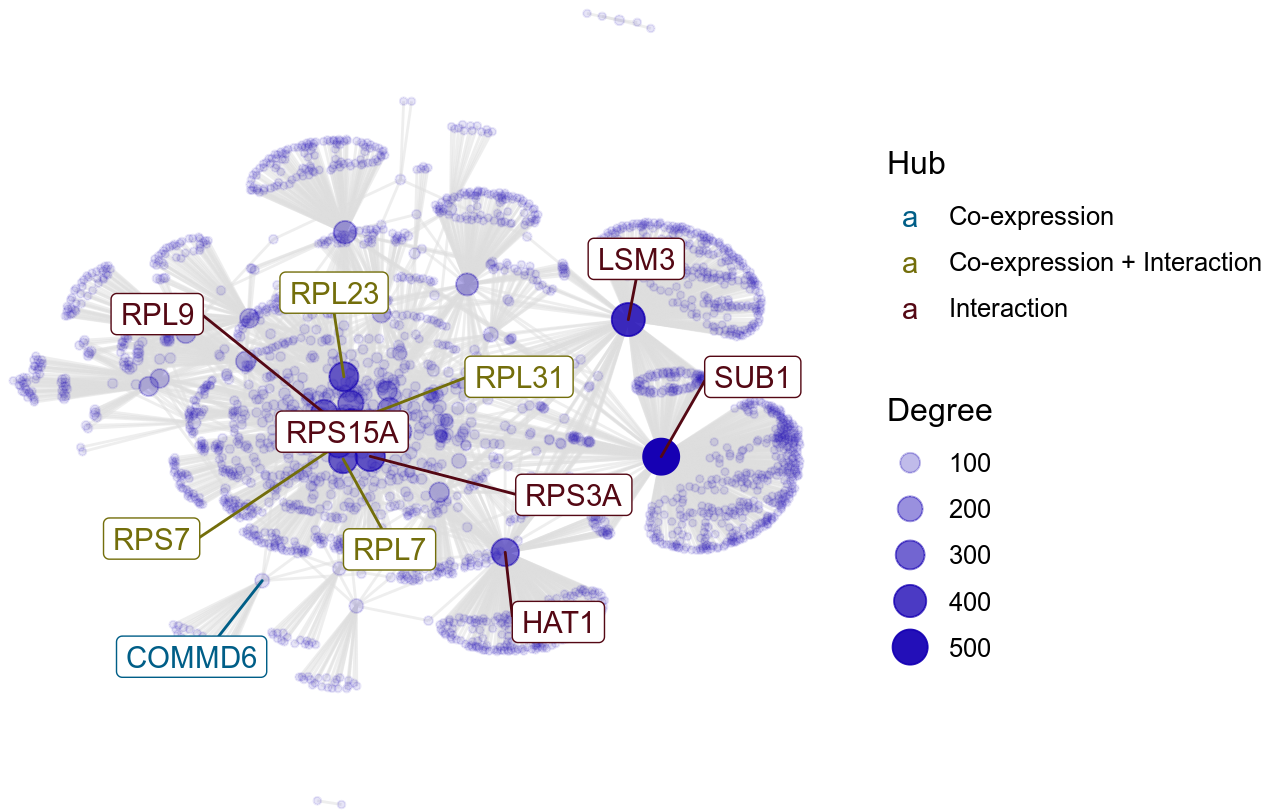 LSM3
RPL23
RPL9
RPL31
SUB1
RPS15A
RPS3A
RPS7
RPL7
HAT1
COMMD6
Hub
a Co-expression
a Co-expression + Interaction
a Interaction
Degree
100
200
300
400
500